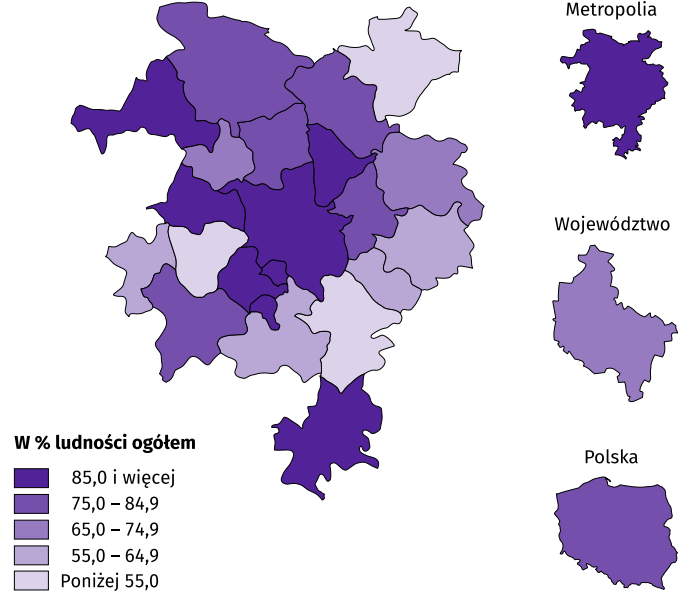 Metropolia
Województwo
Polska
W % ludności ogółem
85,0 i więcej
75,0 – 84,9
65,0 – 74,9
55,0 – 64,9
Poniżej 55,0